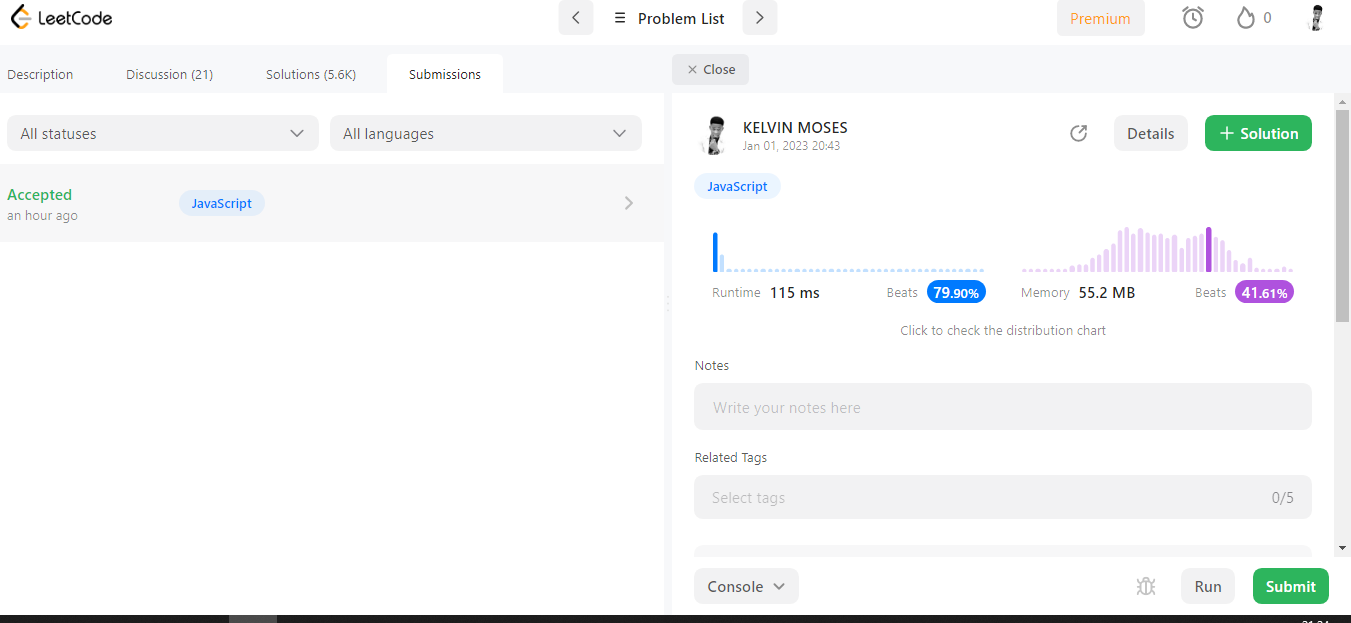 LeetCode
Problem List
Premium
0
Description
Discussion (21)
Solutions (5.6K)
Submissions
Close
All statuses
All languages
Accepted
an hour ago
JavaScript
KELVIN MOSES
Jan 01, 2023 20:43
Details
Solution
JavaScript
Runtime 115 ms
Beats 79.90%
Memory 55.2 MB
Beats 41.61%
Click to check the distribution chart
Notes
Write your notes here
Related Tags
Select tags
0/5
Console
Run
Submit